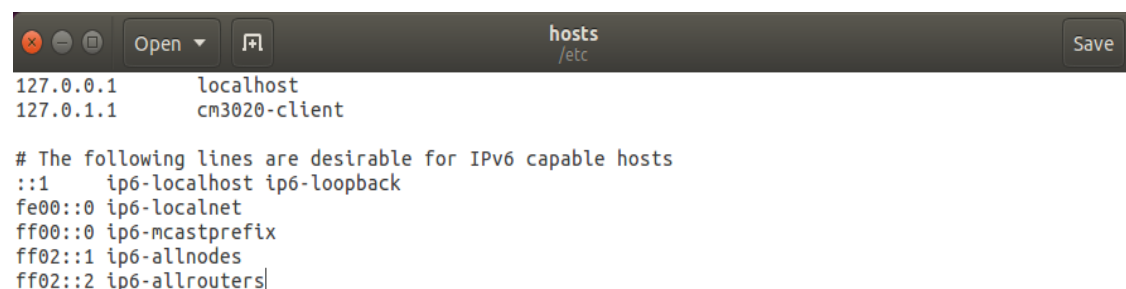 Open
hosts
/etc
Save
127.0.0.1 localhost
127.0.1.1 cm3020-client
# The following lines are desirable for IPv6 capable hosts
::1 ip6-localhost ip6-loopback
fe00::0 ip6-localnet
ff00::0 ip6-mcastprefix
ff02::1 ip6-allnodes
ff02::2 ip6-allrouters